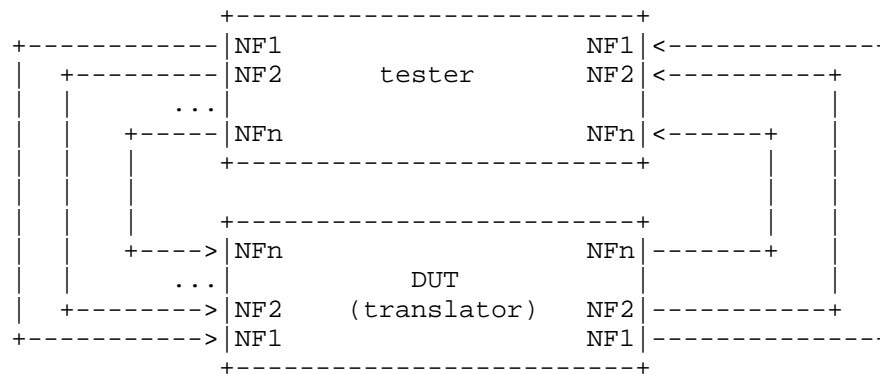 NF1 NF1
NF2 tester NF2
...
NFn NFn
NFn NFn
... DUT
NF2 (translator) NF2
NF1 NF1